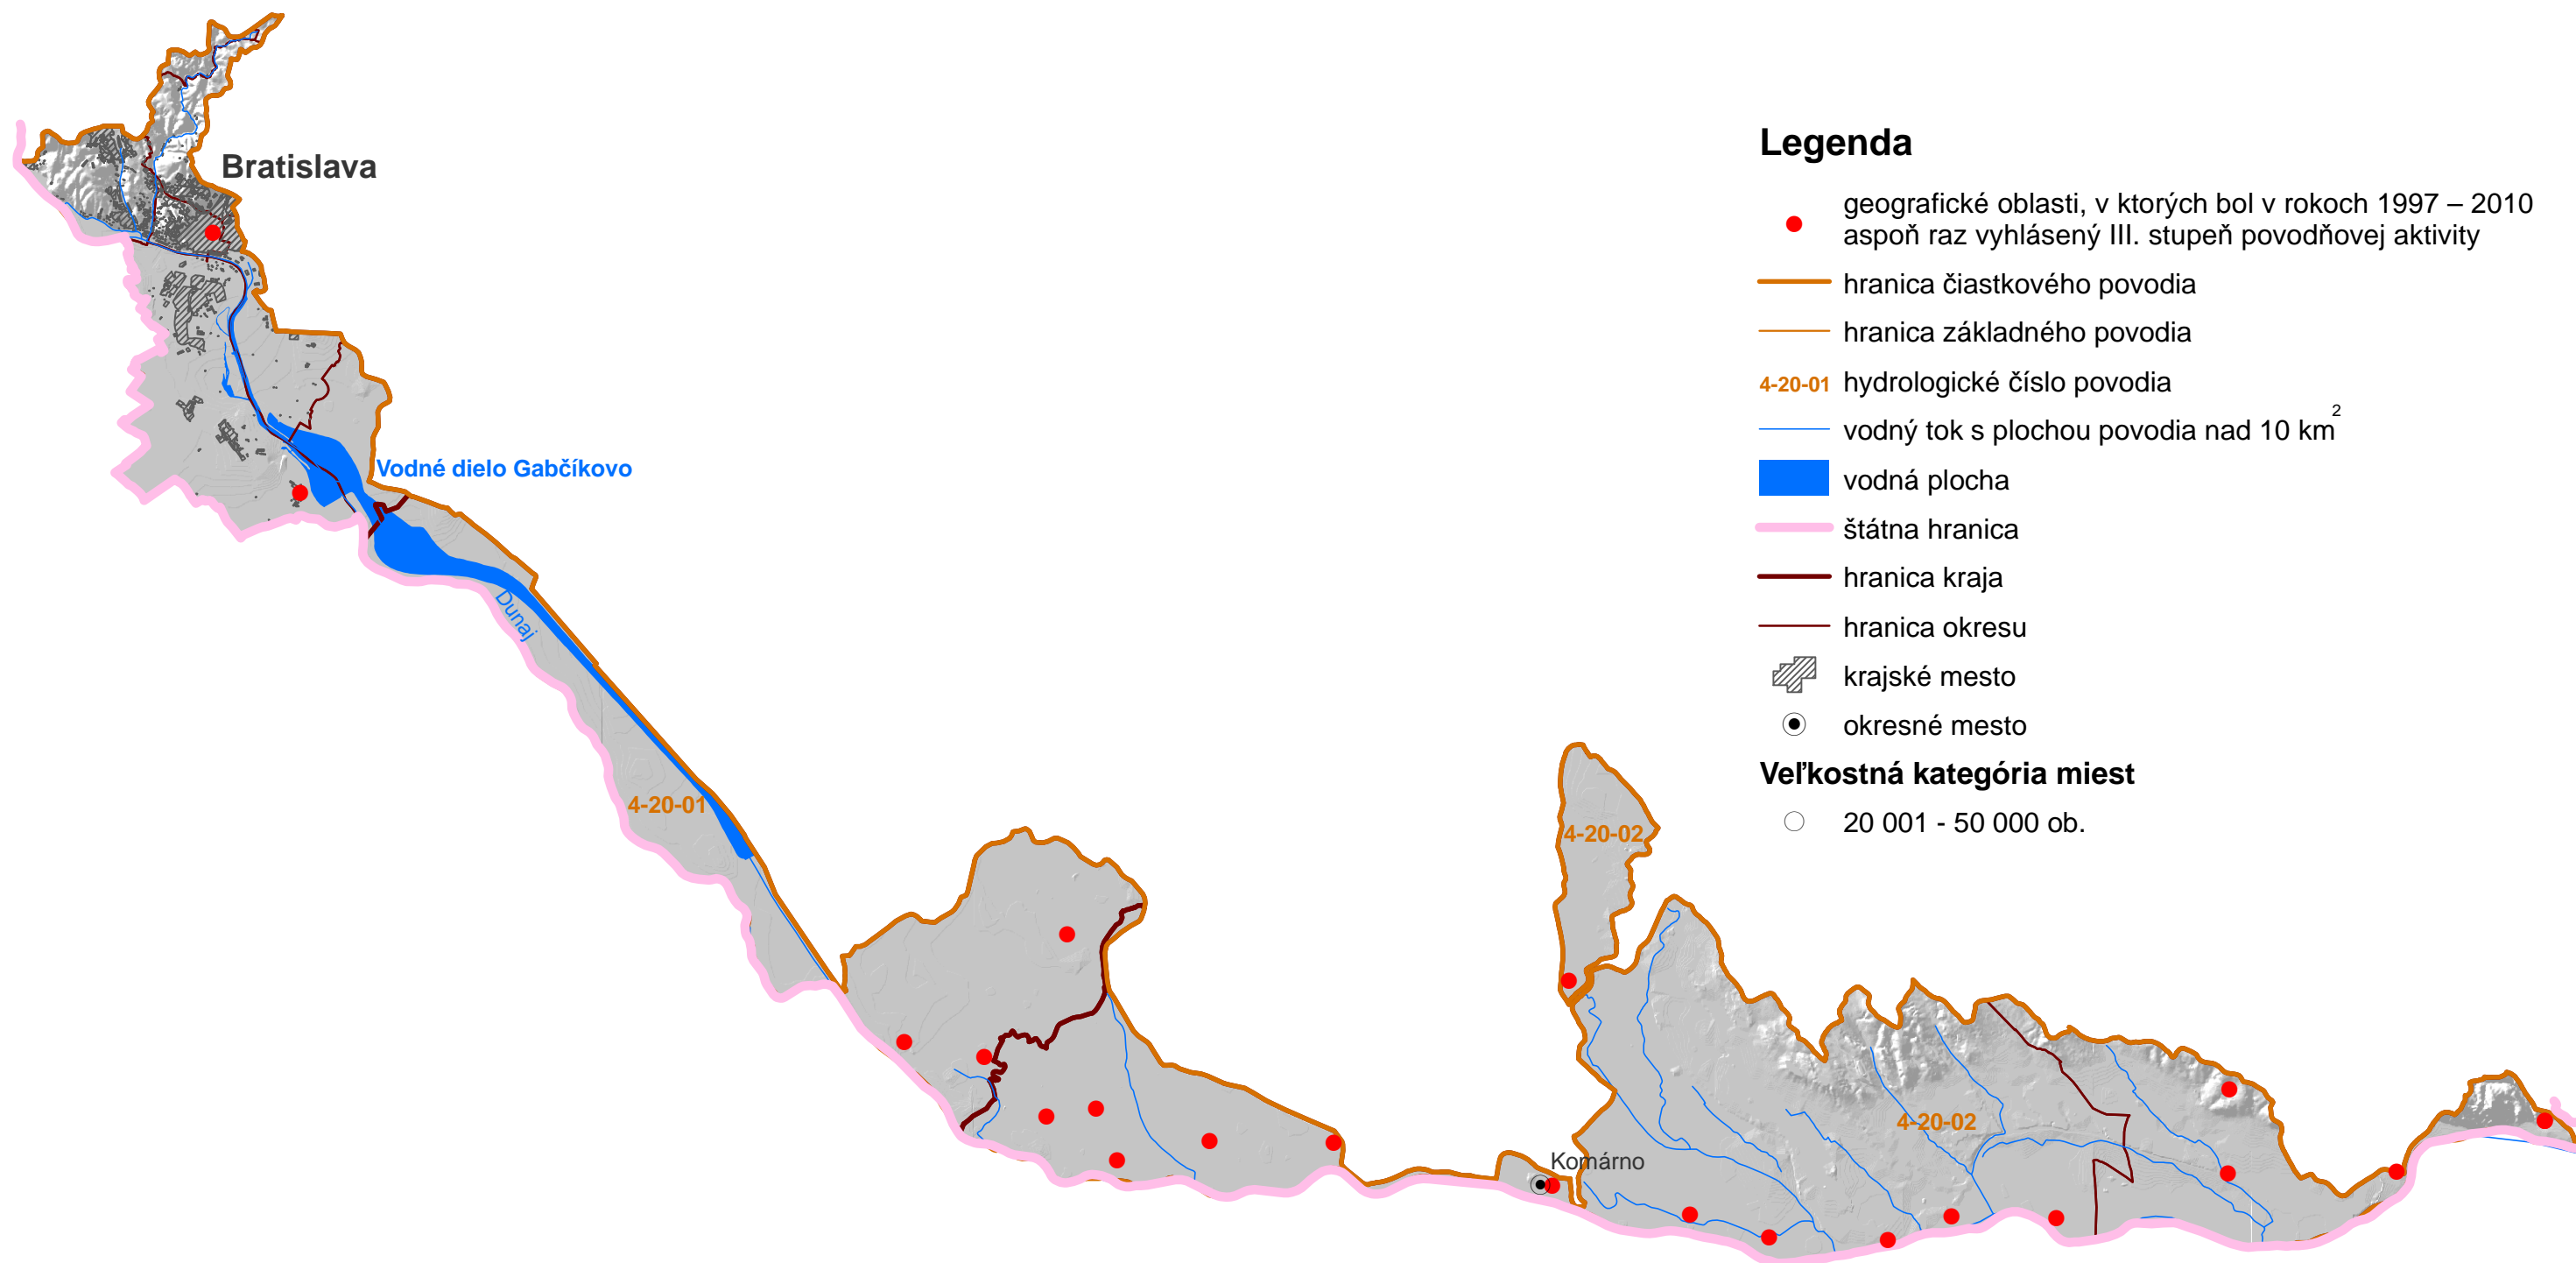 Bratislava
Vodné dielo Gabčíkovo
Dunaj
4-20-01
4-20-02
Komárno
4-20-02
Legenda
geografické oblasti, v ktorých bol v rokoch 1997 – 2010
aspoň raz vyhlásený III. stupeň povodňovej aktivity
hranica čiastkového povodia
hranica základného povodia
4-20-01 hydrologické číslo povodia
vodný tok s plochou povodia nad 10 km²
vodná plocha
štátna hranica
hranica kraja
hranica okresu
krajské mesto
okresné mesto
Veľkostná kategória miest
20 001 - 50 000 ob.